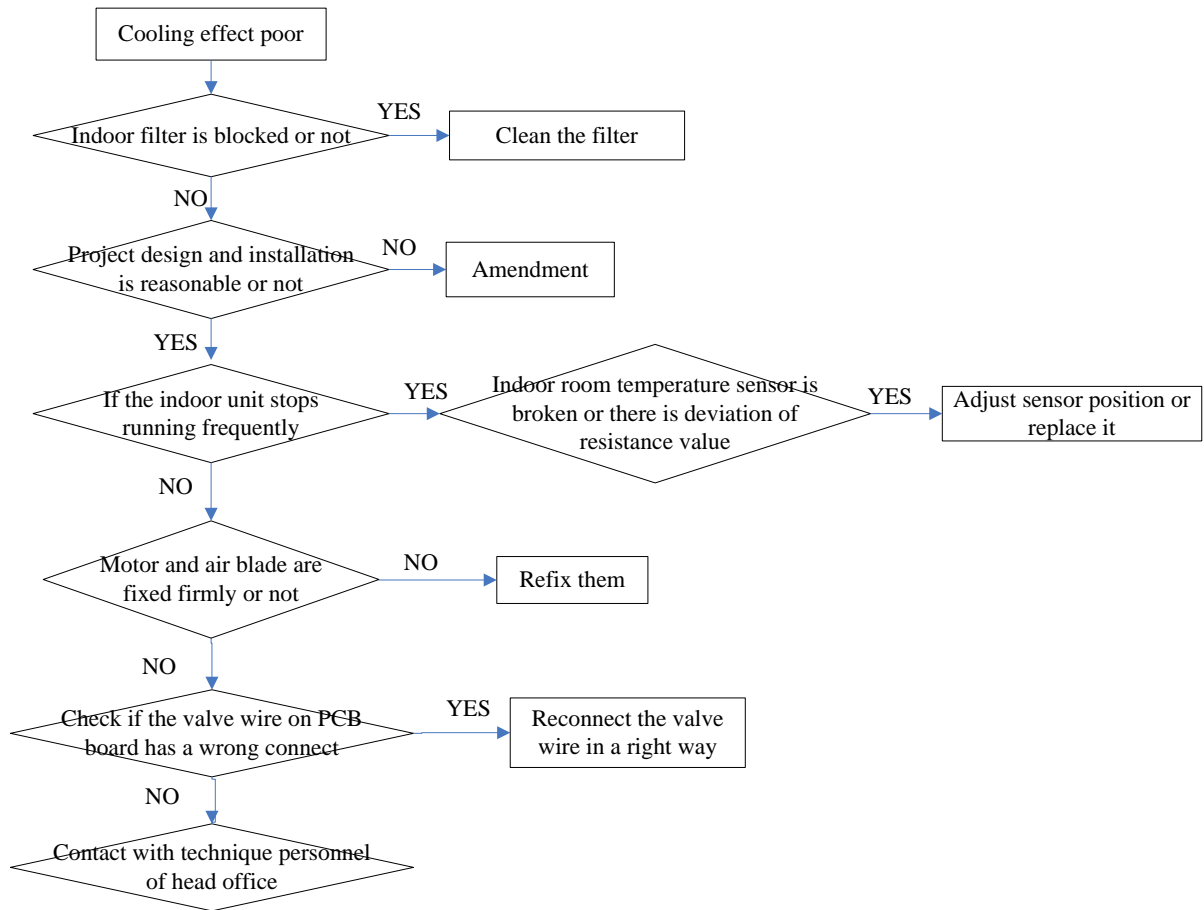 Cooling effect poor
YES
Indoor filter is blocked or not
Clean the filter
NO
Project design and installation
is reasonable or not
NO
Amendment
YES
If the indoor unit stops
running frequently
YES
Indoor room temperature sensor is
broken or there is deviation of
resistance value
YES
Adjust sensor position or
replace it
NO
Motor and air blade are
fixed firmly or not
NO
Refix them
NO
Check if the valve wire on PCB
board has a wrong connect
YES
Reconnect the valve
wire in a right way
NO
Contact with technique personnel
of head office